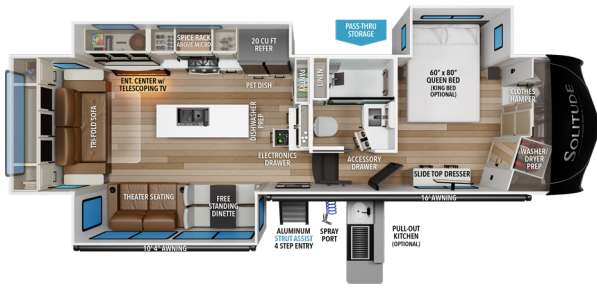 SPICE RACK
ABOVE MICRO
20 CU FT
REFER
PASS-THRU
STORAGE
ENT. CENTER w/
TELESCOPING TV
PET DISH
PANTRY
LINEN
60" x 80"
QUEEN BED
(KING BED
OPTIONAL)
CLOTHES
HAMPER
SOLITUDE
TRI-FOLD SOFA
DISHWASHER
PREP
ELECTRONICS
DRAWER
ACCESSORY
DRAWER
WASHER/
DRYER PREP
SLIDE TOP DRESSER
THEATER SEATING
FREE
STANDING
DINETTE
16' AWNING
10' 4" AWNING
ALUMINUM
STRUT ASSIST
4 STEP ENTRY
SPRAY
PORT
PULL-OUT
KITCHEN
(OPTIONAL)